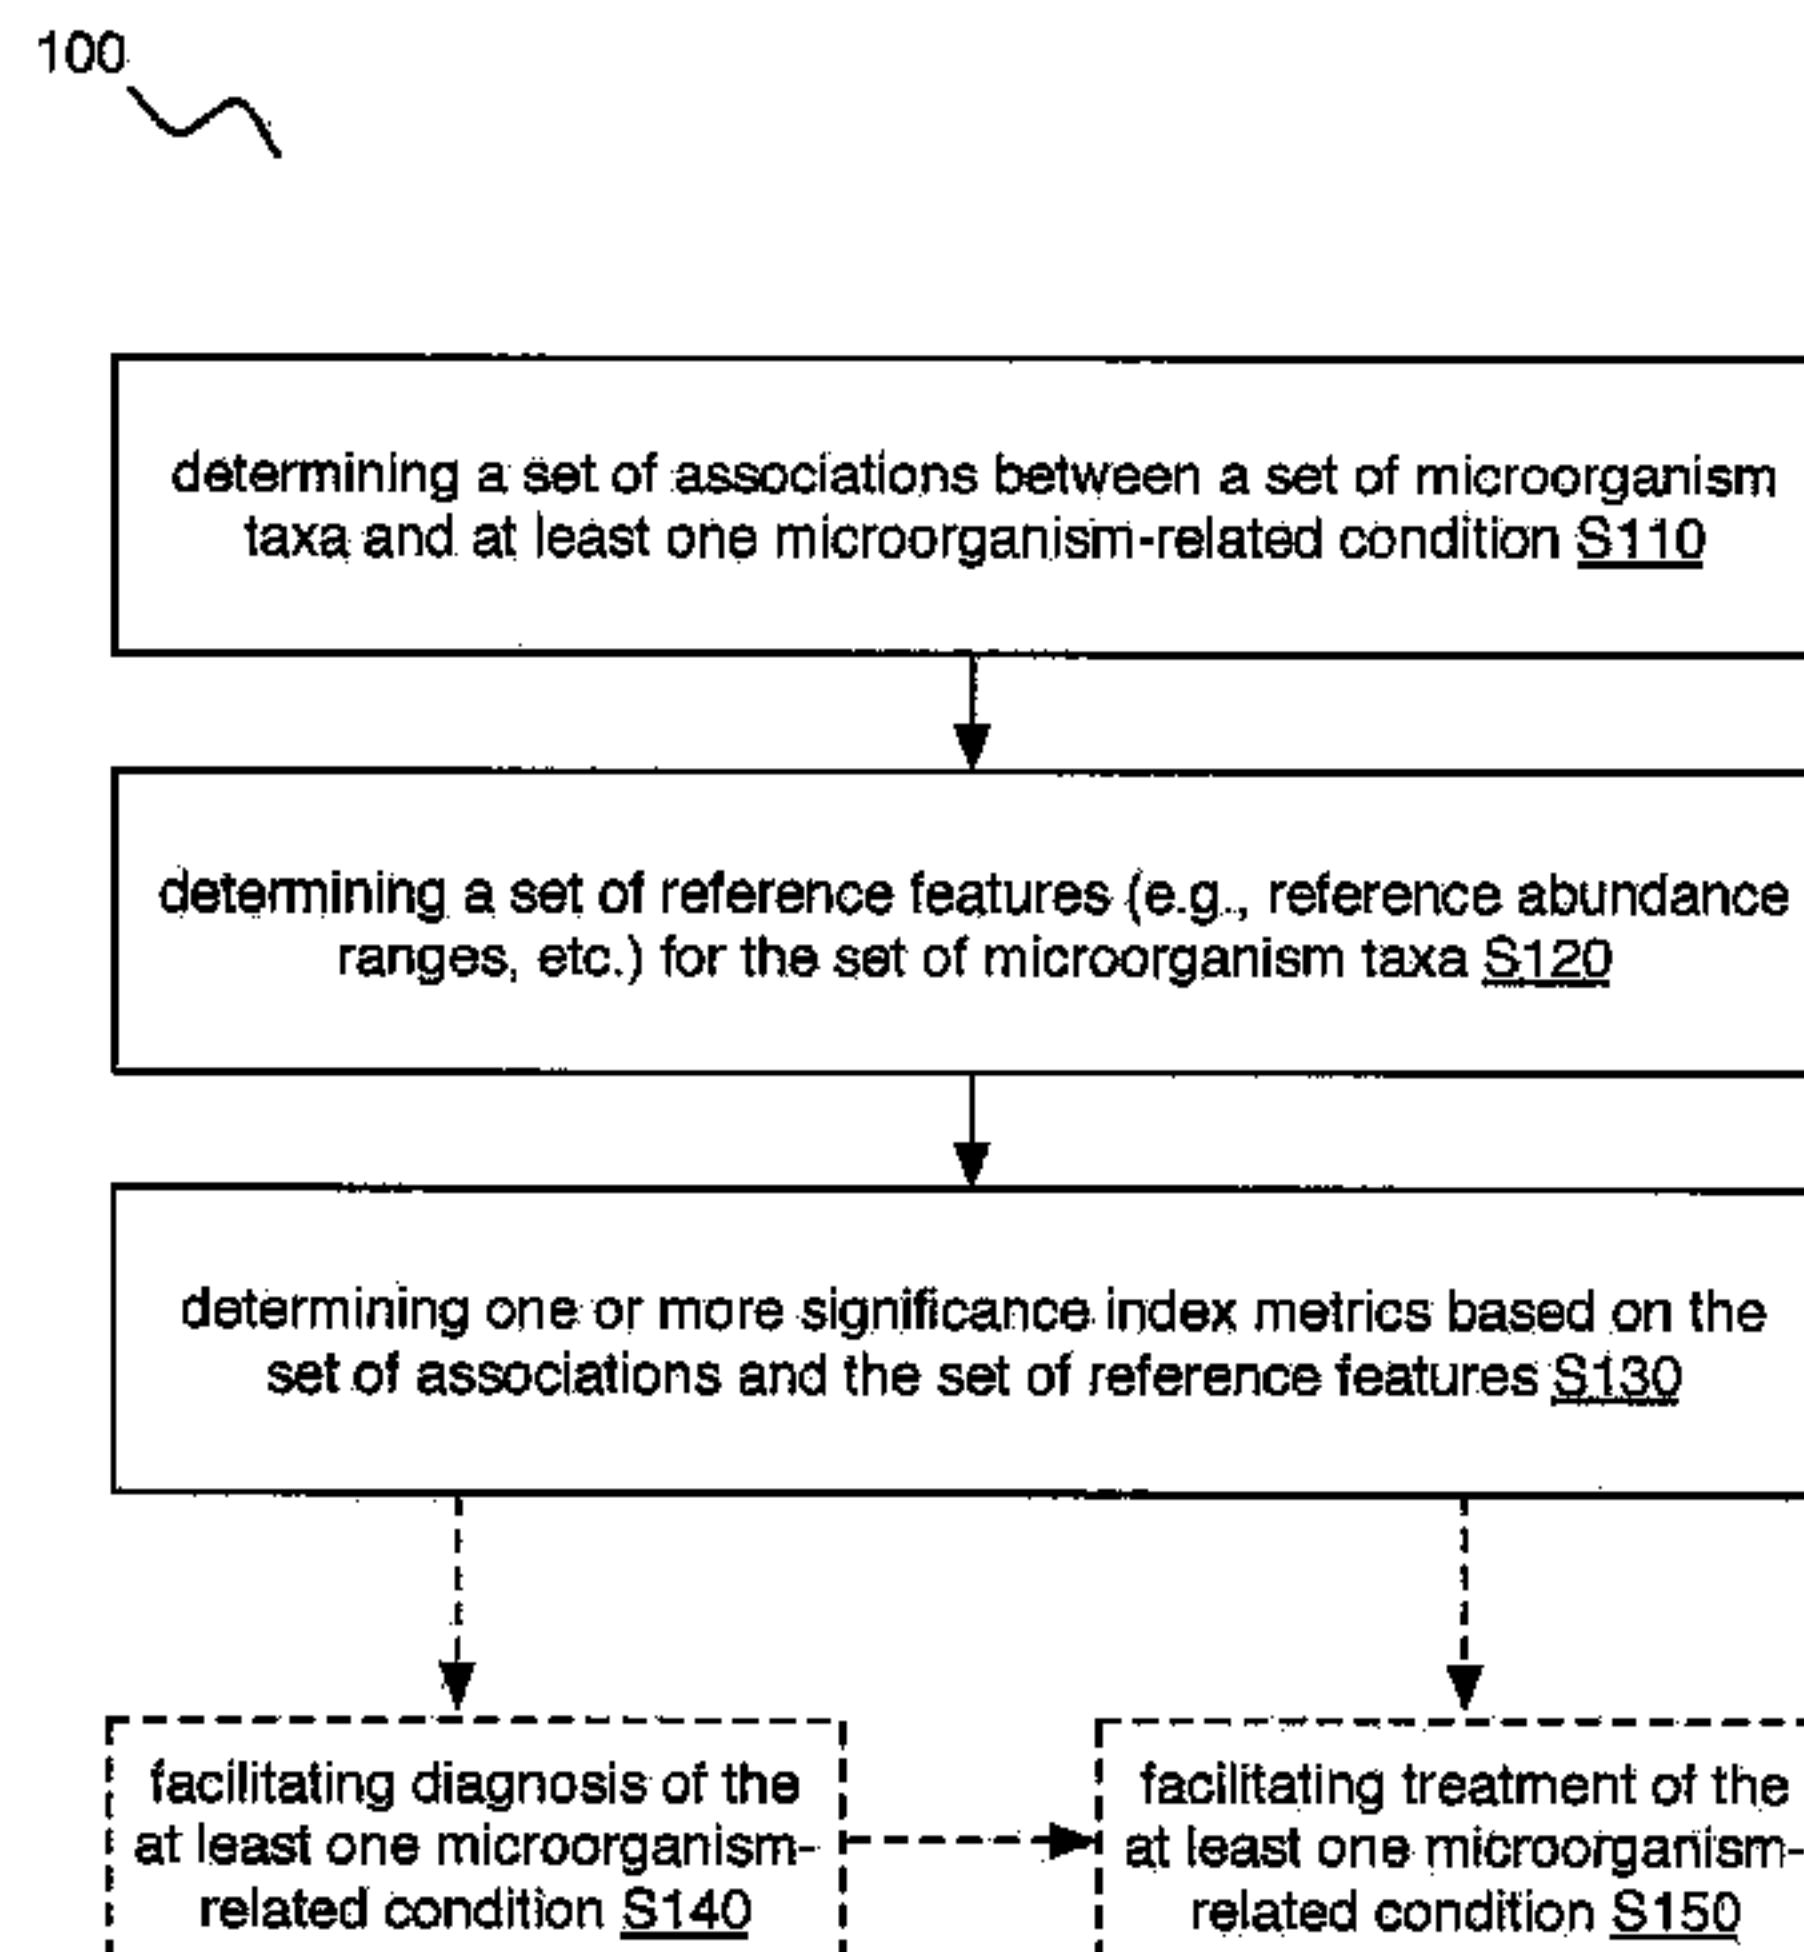 100
determining a set of associations between a set of microorganism
taxa and at least one microorganism-related condition S110
determining a set of reference features (e.g., reference abundance
ranges, etc.) for the set of microorganism taxa S120
determining one or more significance index metrics based on the
set of associations and the set of reference features S130
facilitating diagnosis of the
at least one microorganism-
related condition S140
facilitating treatment of the
at least one microorganism-
related condition S150